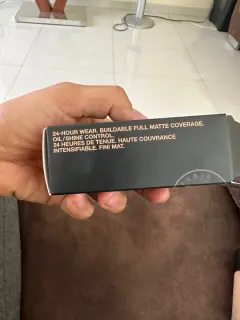 24-HOUR WEAR. BUILDABLE FULL MATTE COVERAGE.
OIL/SHINE CONTROL.
24 HEURES DE TENUE. HAUTE COUVRANCE
INTENSIFIABLE. FINI MAT.